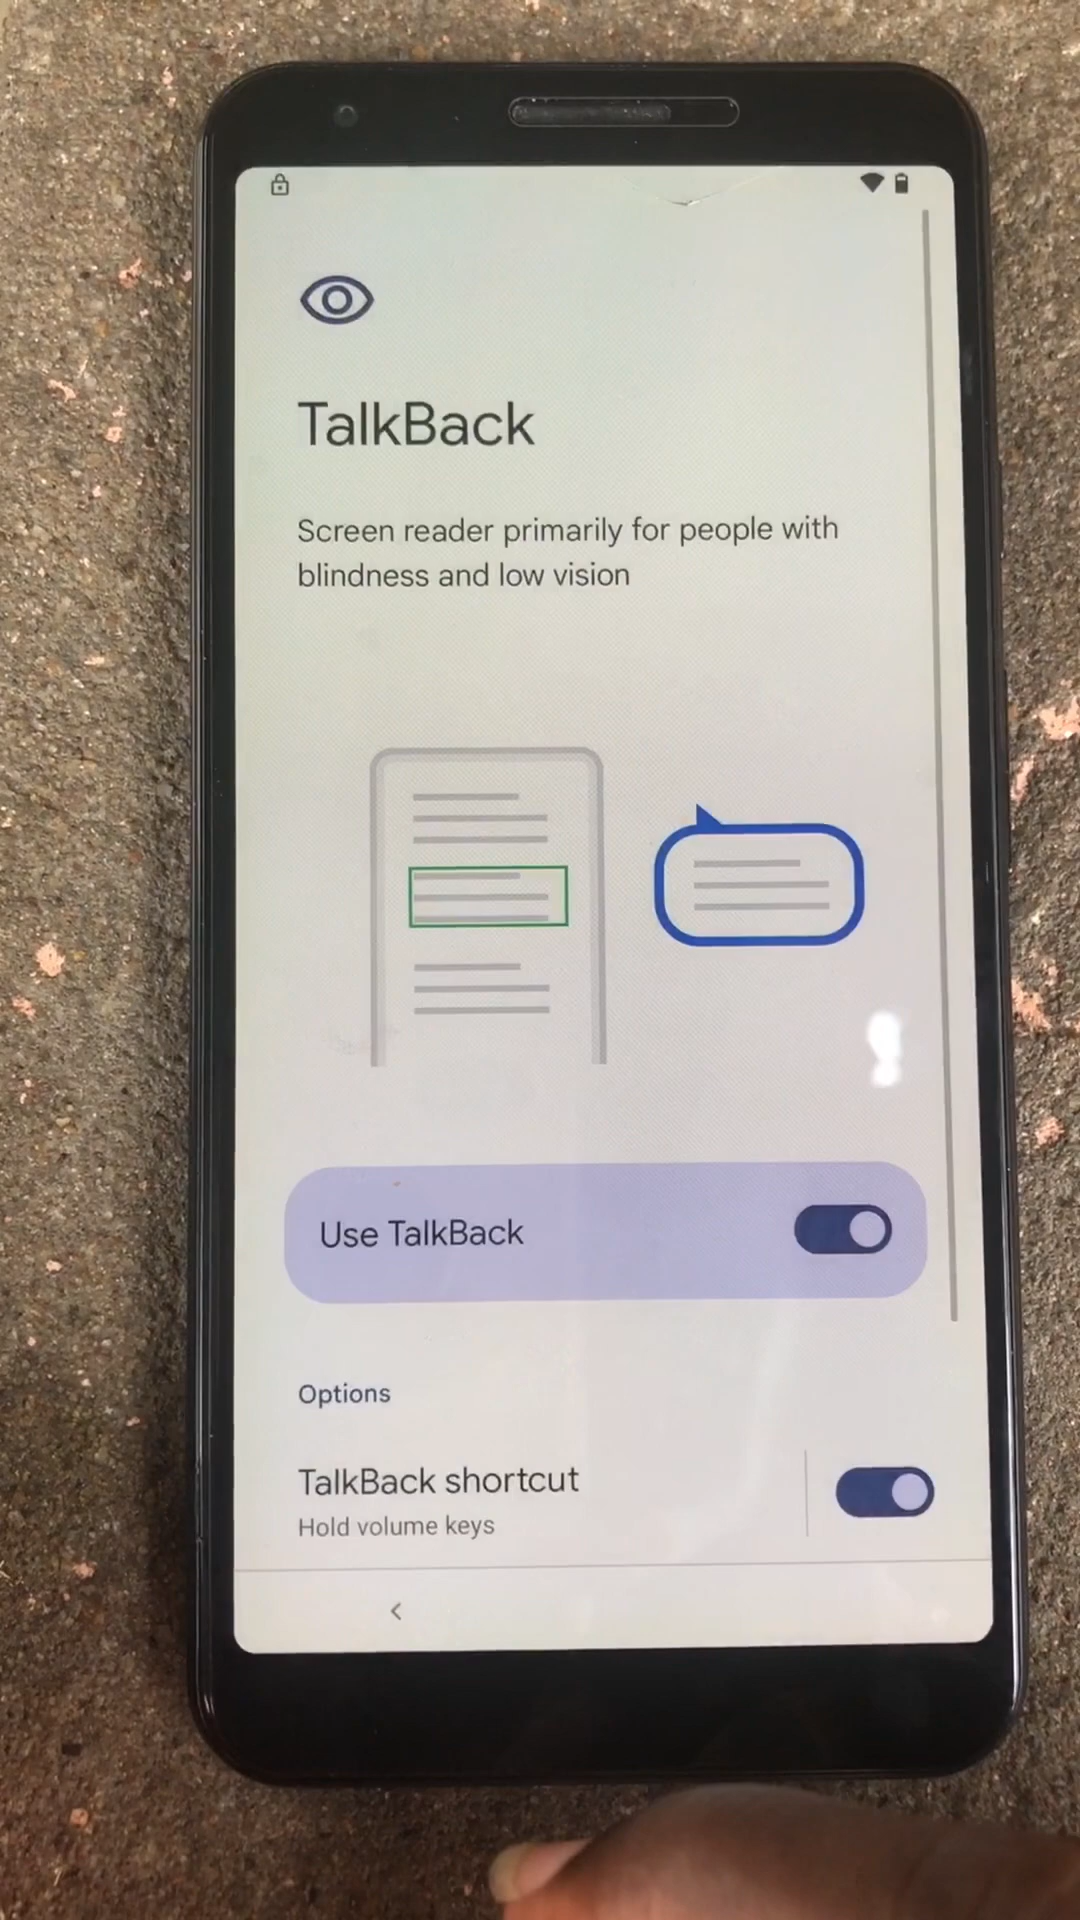 TalkBack
Screen reader primarily for people with
blindness and low vision
Use TalkBack
Options
TalkBack shortcut
Hold volume keys